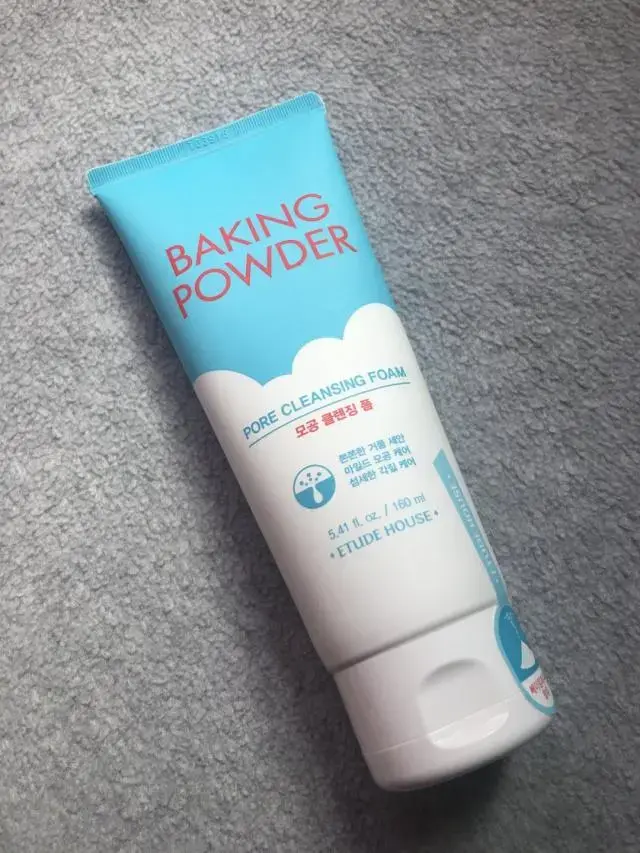 BAKING
POWDER
PORE CLEANSING FOAM
모공 클렌징 폼
쫀쫀한 거품 세안
마일드 모공 케어
섬세한 각질 케어
5.41 fl. oz. / 160 ml
• ETUDE HOUSE •